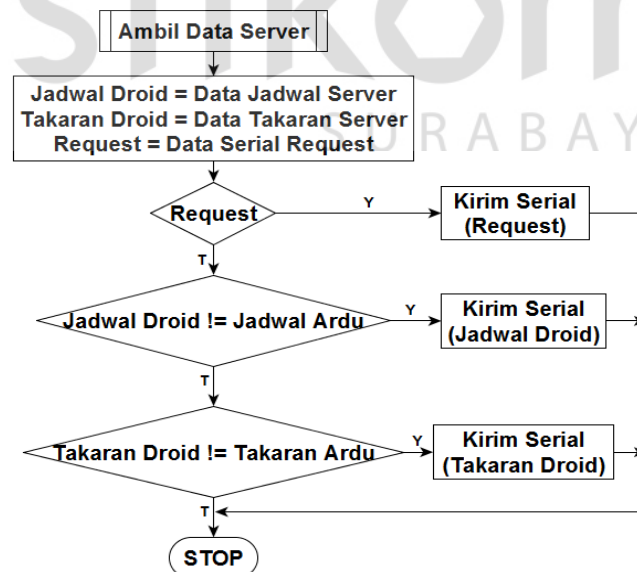 stikom
SURABAYA
Ambil Data Server
Jadwal Droid = Data Jadwal Server
Takaran Droid = Data Takaran Server
Request = Data Serial Request
Request
Y
Kirim Serial
(Request)
T
Jadwal Droid != Jadwal Ardu
Y
Kirim Serial
(Jadwal Droid)
T
Takaran Droid != Takaran Ardu
Y
Kirim Serial
(Takaran Droid)
T
STOP